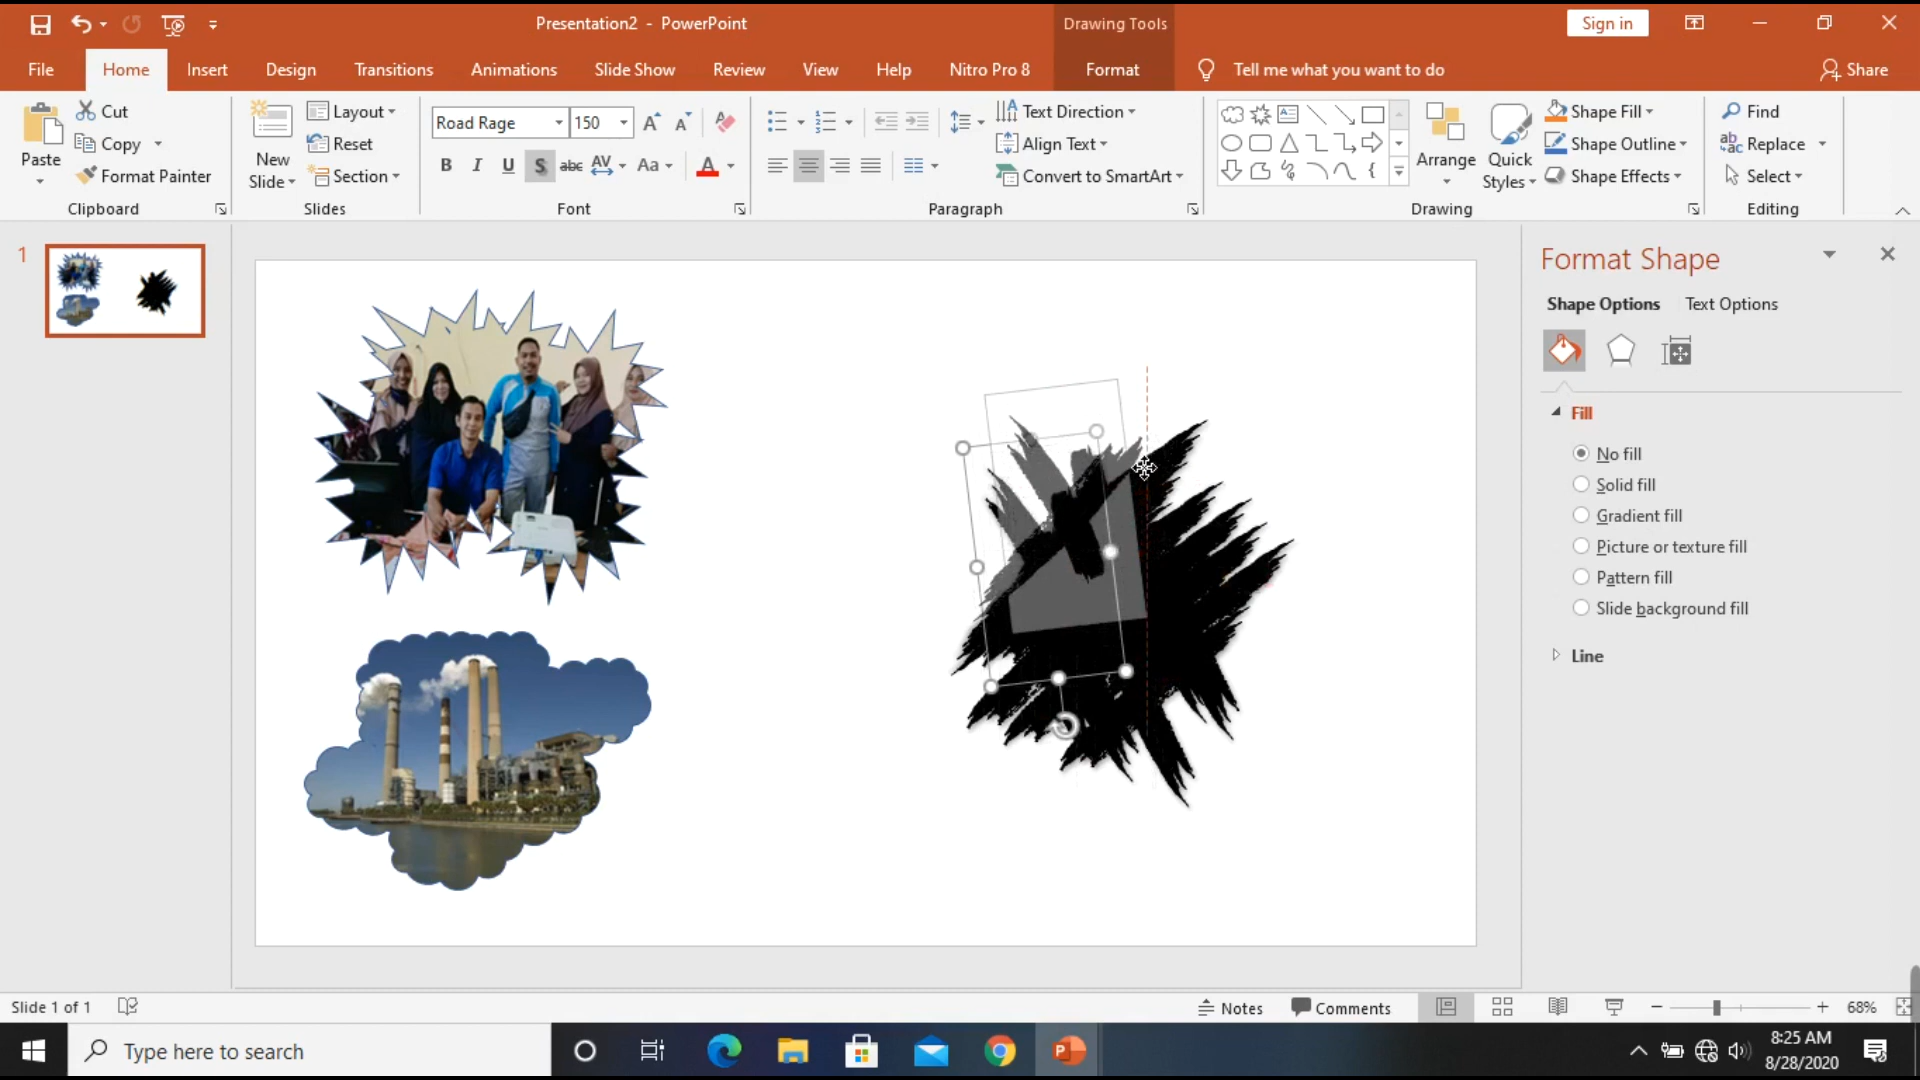 Presentation2 - PowerPoint
Drawing Tools
Sign in
File
Home
Insert
Design
Transitions
Animations
Slide Show
Review
View
Help
Nitro Pro 8
Format
Tell me what you want to do
Share
Paste
Cut
Copy
Format Painter
Clipboard
New Slide
Layout
Reset
Section
Slides
Road Rage
150
B I U S abc AV Aa A
Font
Text Direction
Align Text
Convert to SmartArt
Paragraph
Arrange
Quick Styles
Shape Fill
Shape Outline
Shape Effects
Drawing
Find
Replace
Select
Editing
1
Format Shape
Shape Options
Text Options
Fill
No fill
Solid fill
Gradient fill
Picture or texture fill
Pattern fill
Slide background fill
Line
Slide 1 of 1
Notes
Comments
68%
Type here to search
8:25 AM
8/28/2020